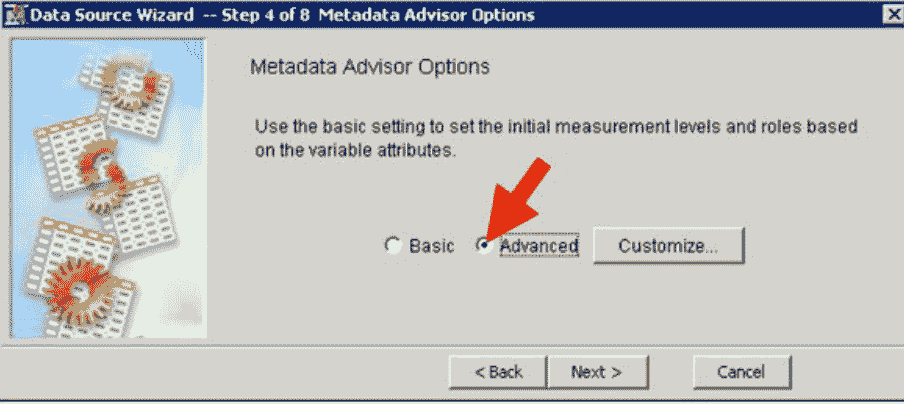 Data Source Wizard -- Step 4 of 8 Metadata Advisor Options
Metadata Advisor Options
Use the basic setting to set the initial measurement levels and roles based
on the variable attributes.
Basic Advanced Customize...
< Back Next > Cancel